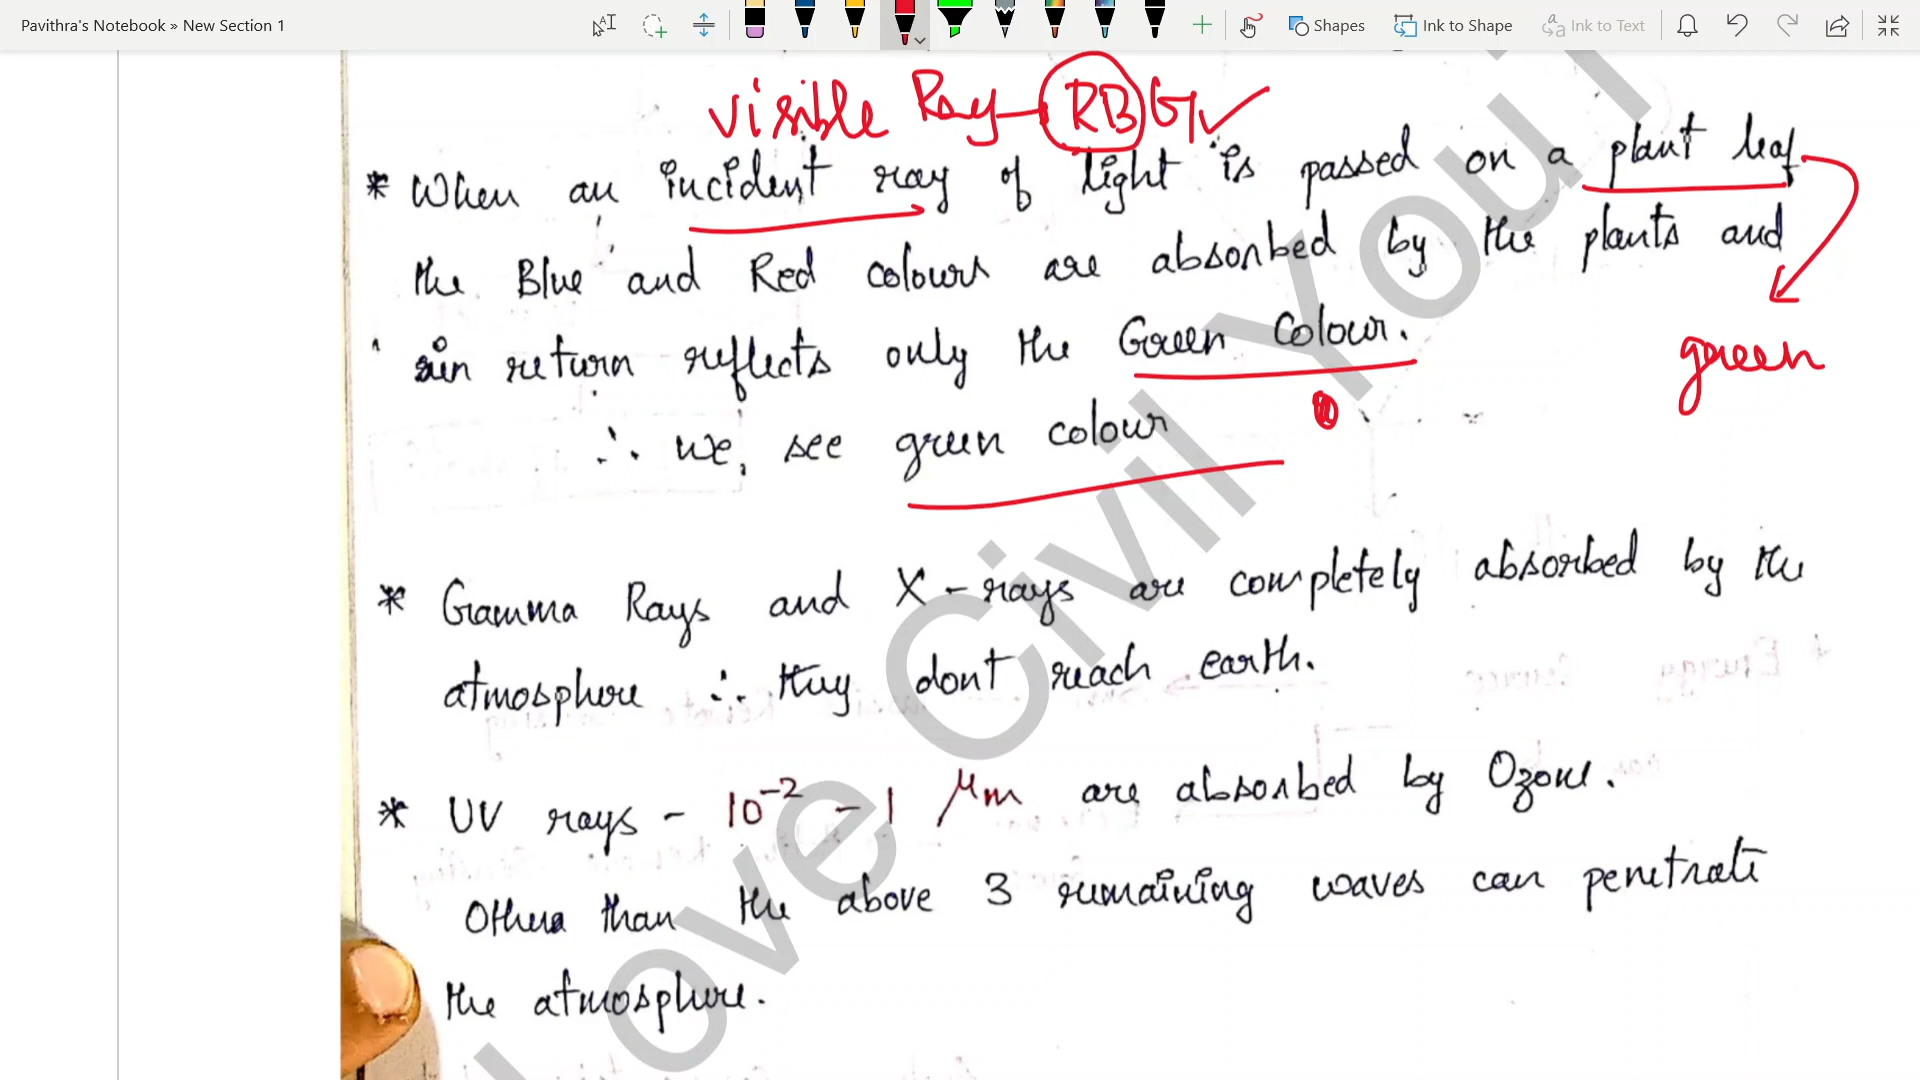 Pavithra's Notebook » New Section 1
Shapes
Ink to Shape
Ink to Text
visible Ray - RBG ✓
* When an incident ray of light is passed on a plant leaf
the Blue and Red colours are absorbed by the plants and
in return reflects only the Green Colour.
green
∴ we, see green colour
* Gamma Rays and X-rays are completely absorbed by the
atmosphere ∴ they dont reach earth.
* UV rays - 10⁻² - 1 μm are absorbed by Ozone.
Other than the above 3 remaining waves can penetrate
the atmosphere.
Love Civil You